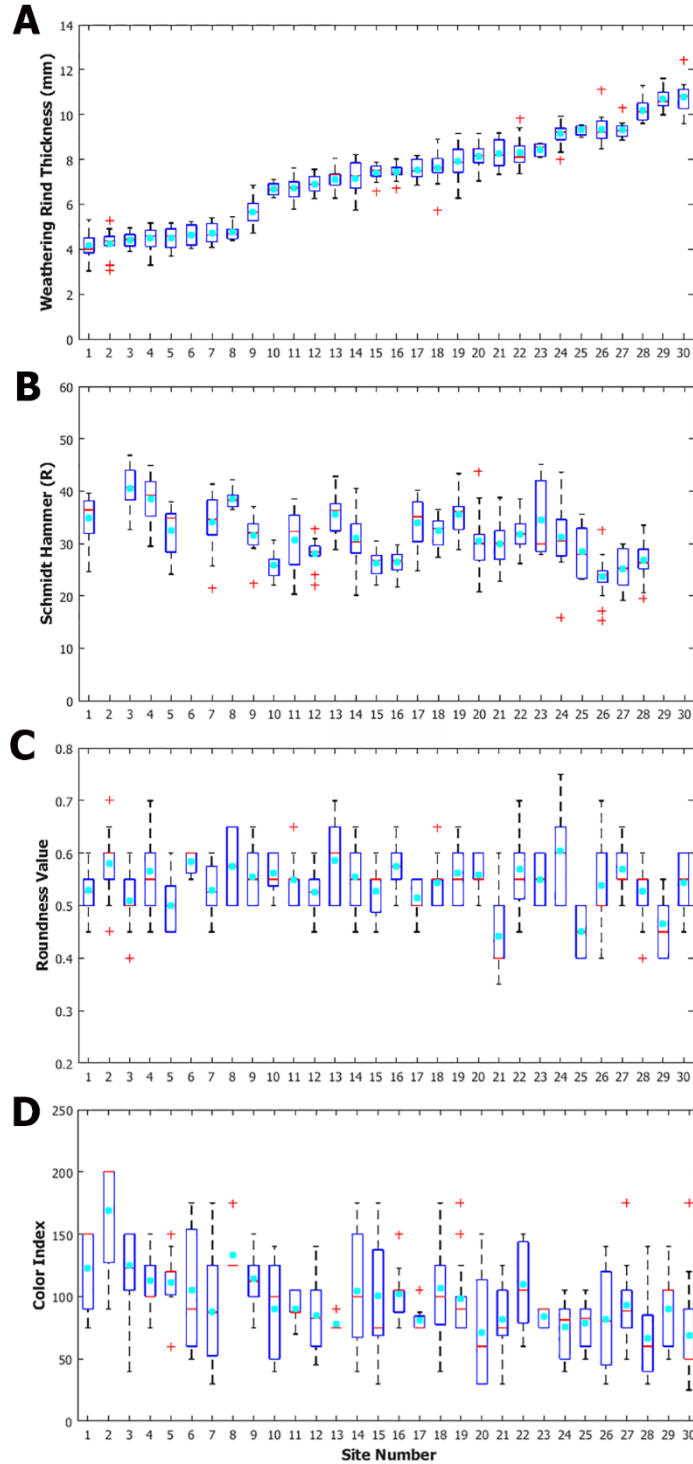 A
Weathering Rind Thickness (mm)
14
12
10
8
6
4
2
0
1 2 3 4 5 6 7 8 9 10 11 12 13 14 15 16 17 18 19 20 21 22 23 24 25 26 27 28 29 30
B
Schmidt Hammer (R)
60
50
40
30
20
10
0
1 2 3 4 5 6 7 8 9 10 11 12 13 14 15 16 17 18 19 20 21 22 23 24 25 26 27 28 29 30
C
Roundness Value
0.8
0.7
0.6
0.5
0.4
0.3
0.2
1 2 3 4 5 6 7 8 9 10 11 12 13 14 15 16 17 18 19 20 21 22 23 24 25 26 27 28 29 30
D
Color Index
250
200
150
100
50
0
1 2 3 4 5 6 7 8 9 10 11 12 13 14 15 16 17 18 19 20 21 22 23 24 25 26 27 28 29 30
Site Number